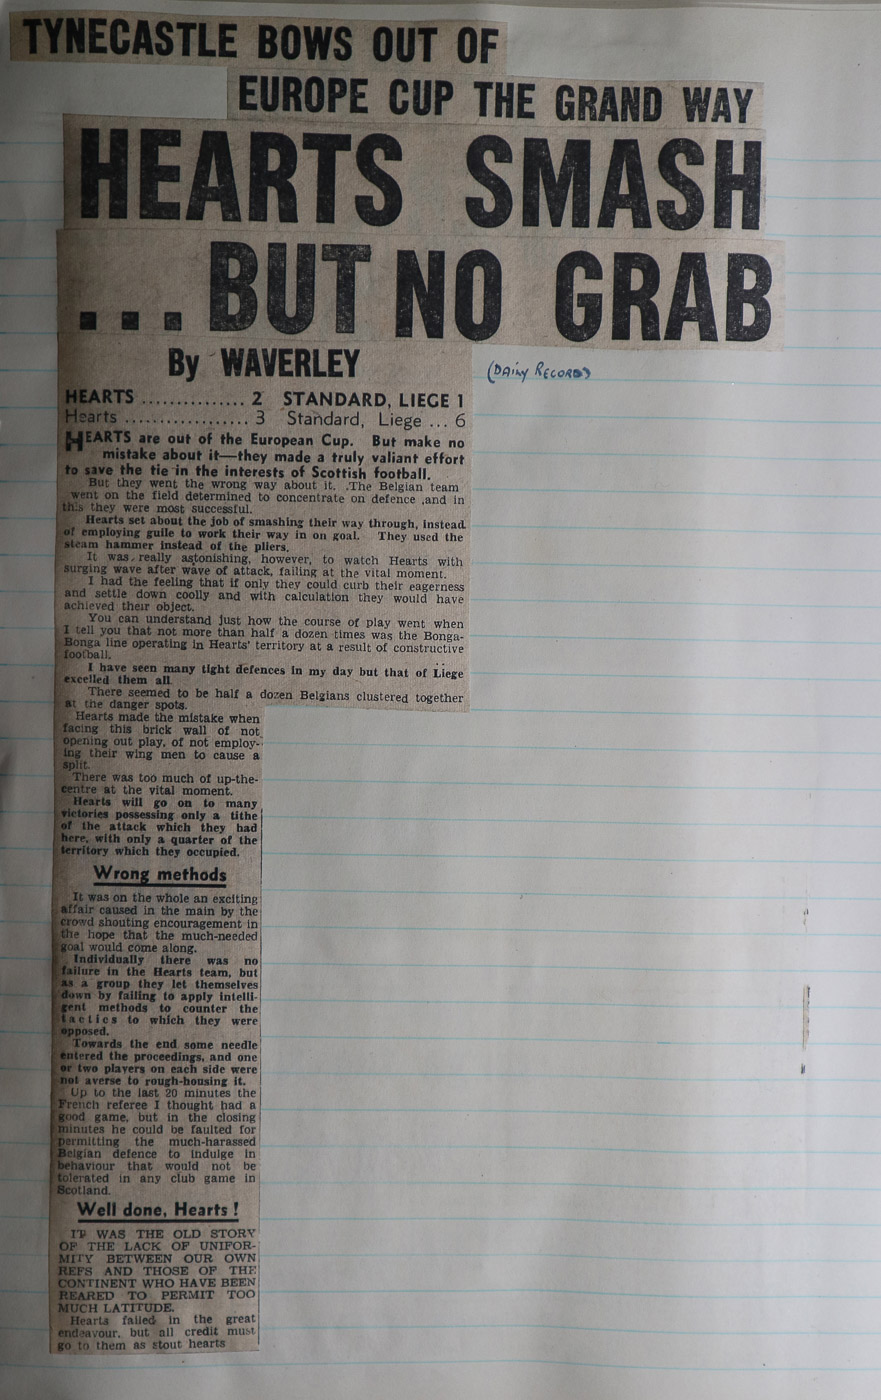 TYNECASTLE BOWS OUT OF
EUROPE CUP THE GRAND WAY
HEARTS SMASH
...BUT NO GRAB
By WAVERLEY
(DAILY RECORD)
HEARTS ............... 2 STANDARD, LIEGE 1
Hearts .................. 3 Standard, Liege ... 6
HEARTS are out of the European Cup. But make no
mistake about it—they made a truly valiant effort
to save the tie in the interests of Scottish football.
But they went the wrong way about it. .The Belgian team
went on the field determined to concentrate on defence ,and in
this they were most successful.
Hearts set about the job of smashing their way through, instead
of employing guile to work their way in on goal. They used the
steam hammer instead of the pliers.
It was really astonishing, however, to watch Hearts with
surging wave after wave of attack, failing at the vital moment.
I had the feeling that if only they could curb their eagerness
and settle down coolly and with calculation they would have
achieved their object.
You can understand just how the course of play went when
I tell you that not more than half a dozen times was the Bonga-
Bonga line operating in Hearts' territory at a result of constructive
football.
I have seen many tight defences in my day but that of Liege
excelled them all.
There seemed to be half a dozen Belgians clustered together
at the danger spots.
Hearts made the mistake when
facing this brick wall of not
opening out play, of not employ-
ing their wing men to cause a
split.
There was too much of up-the-
centre at the vital moment.
Hearts will go on to many
victories possessing only a tithe
of the attack which they had
here, with only a quarter of the
territory which they occupied.
Wrong methods
It was on the whole an exciting
affair caused in the main by the
crowd shouting encouragement in
the hope that the much-needed
goal would come along.
Individually there was no
failure in the Hearts team, but
as a group they let themselves
down by failing to apply intelli-
gent methods to counter the
tactics to which they were
opposed.
Towards the end some needle
entered the proceedings, and one
or two players on each side were
not averse to rough-housing it.
Up to the last 20 minutes the
French referee I thought had a
good game, but in the closing
minutes he could be faulted for
permitting the much-harassed
Belgian defence to indulge in
behaviour that would not be
tolerated in any club game in
Scotland.
Well done, Hearts!
IT WAS THE OLD STORY
OF THE LACK OF UNIFOR-
MITY BETWEEN OUR OWN
REFS AND THOSE OF THE
CONTINENT WHO HAVE BEEN
REARED TO PERMIT TOO
MUCH LATITUDE.
Hearts failed in the great
endeavour, but all credit must
go to them as stout hearts